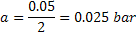 a = 0.05/2 = 0.025 bar